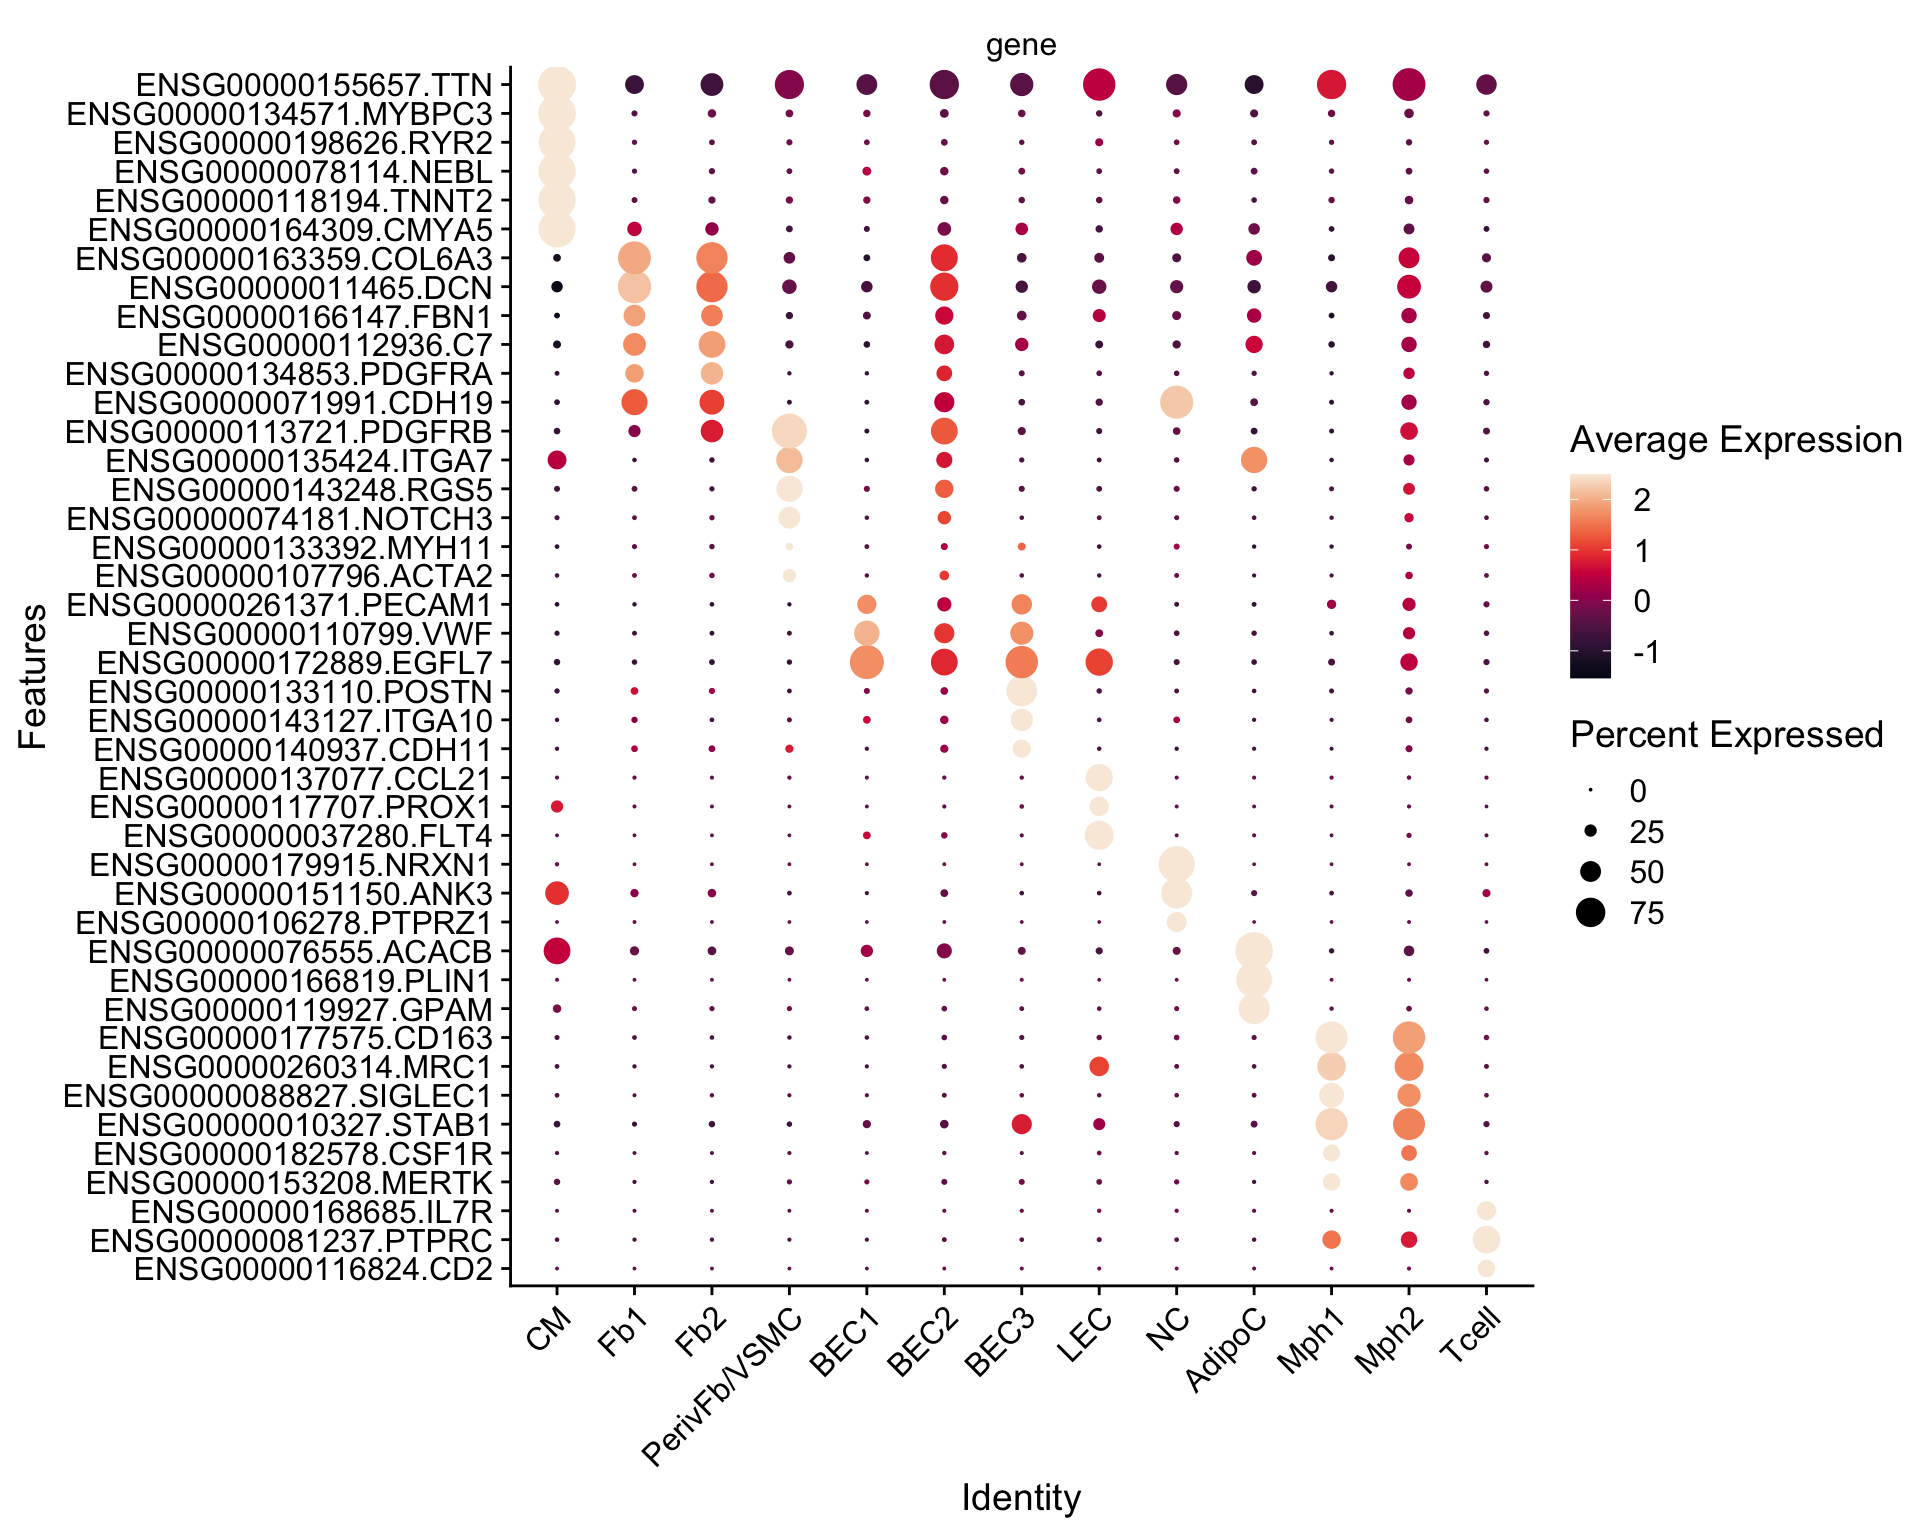 gene
ENSG00000155657.TTN
ENSG00000134571.MYBPC3
ENSG00000198626.RYR2
ENSG00000078114.NEBL
ENSG00000118194.TNNT2
ENSG00000164309.CMYA5
ENSG00000163359.COL6A3
ENSG00000011465.DCN
ENSG00000166147.FBN1
ENSG00000112936.C7
ENSG00000134853.PDGFRA
ENSG00000071991.CDH19
ENSG00000113721.PDGFRB
ENSG00000135424.ITGA7
ENSG00000143248.RGS5
ENSG00000074181.NOTCH3
ENSG00000133392.MYH11
ENSG00000107796.ACTA2
ENSG00000261371.PECAM1
ENSG00000110799.VWF
ENSG00000172889.EGFL7
ENSG00000133110.POSTN
ENSG00000143127.ITGA10
ENSG00000140937.CDH11
ENSG00000137077.CCL21
ENSG00000117707.PROX1
ENSG00000037280.FLT4
ENSG00000179915.NRXN1
ENSG00000151150.ANK3
ENSG00000106278.PTPRZ1
ENSG00000076555.ACACB
ENSG00000166819.PLIN1
ENSG00000119927.GPAM
ENSG00000177575.CD163
ENSG00000260314.MRC1
ENSG00000088827.SIGLEC1
ENSG00000010327.STAB1
ENSG00000182578.CSF1R
ENSG00000153208.MERTK
ENSG00000168685.IL7R
ENSG00000081237.PTPRC
ENSG00000116824.CD2
Features
CM
Fb1
Fb2
PerivFb/VSMC
BEC1
BEC2
BEC3
LEC
NC
AdipoC
Mph1
Mph2
Tcell
Identity
Average Expression
2
1
0
-1
Percent Expressed
0
25
50
75